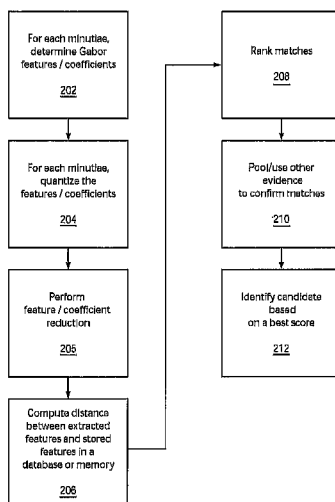 For each minutiae,
determine Gabor
features / coefficients
202
For each minutiae,
quantize the
features / coefficients
204
Perform
feature / coefficient
reduction
205
Compute distance
between extracted
features and stored
features in a
database or memory
206
Rank matches
208
Pool/use other
evidence
to confirm matches
210
Identify candidate
based
on a best score
212